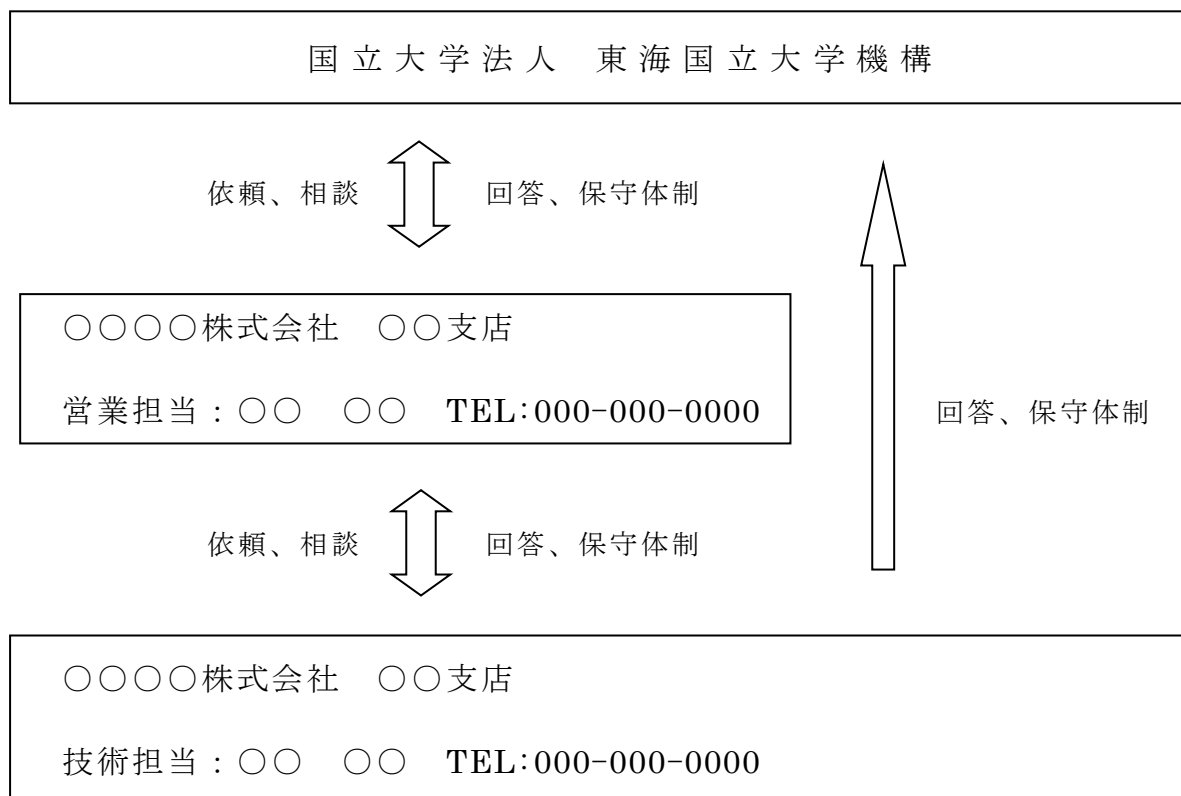 国立大学法人 東海国立大学機構
依頼、相談 回答、保守体制
○○○○株式会社 ○○支店
営業担当：○○ ○○ TEL:000-000-0000
回答、保守体制
依頼、相談 回答、保守体制
○○○○株式会社 ○○支店
技術担当：○○ ○○ TEL:000-000-0000